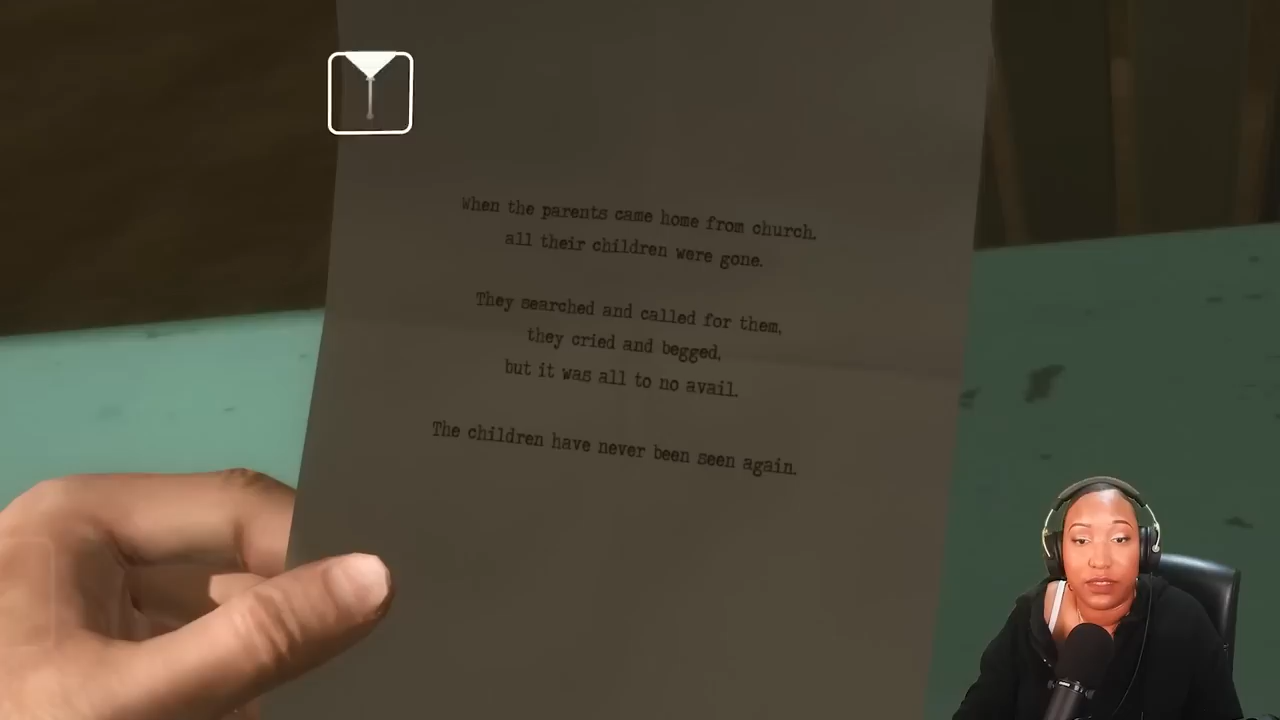 When the parents came home from church,
all their children were gone.
They searched and called for them,
they cried and begged,
but it was all to no avail.
The children have never been seen again.